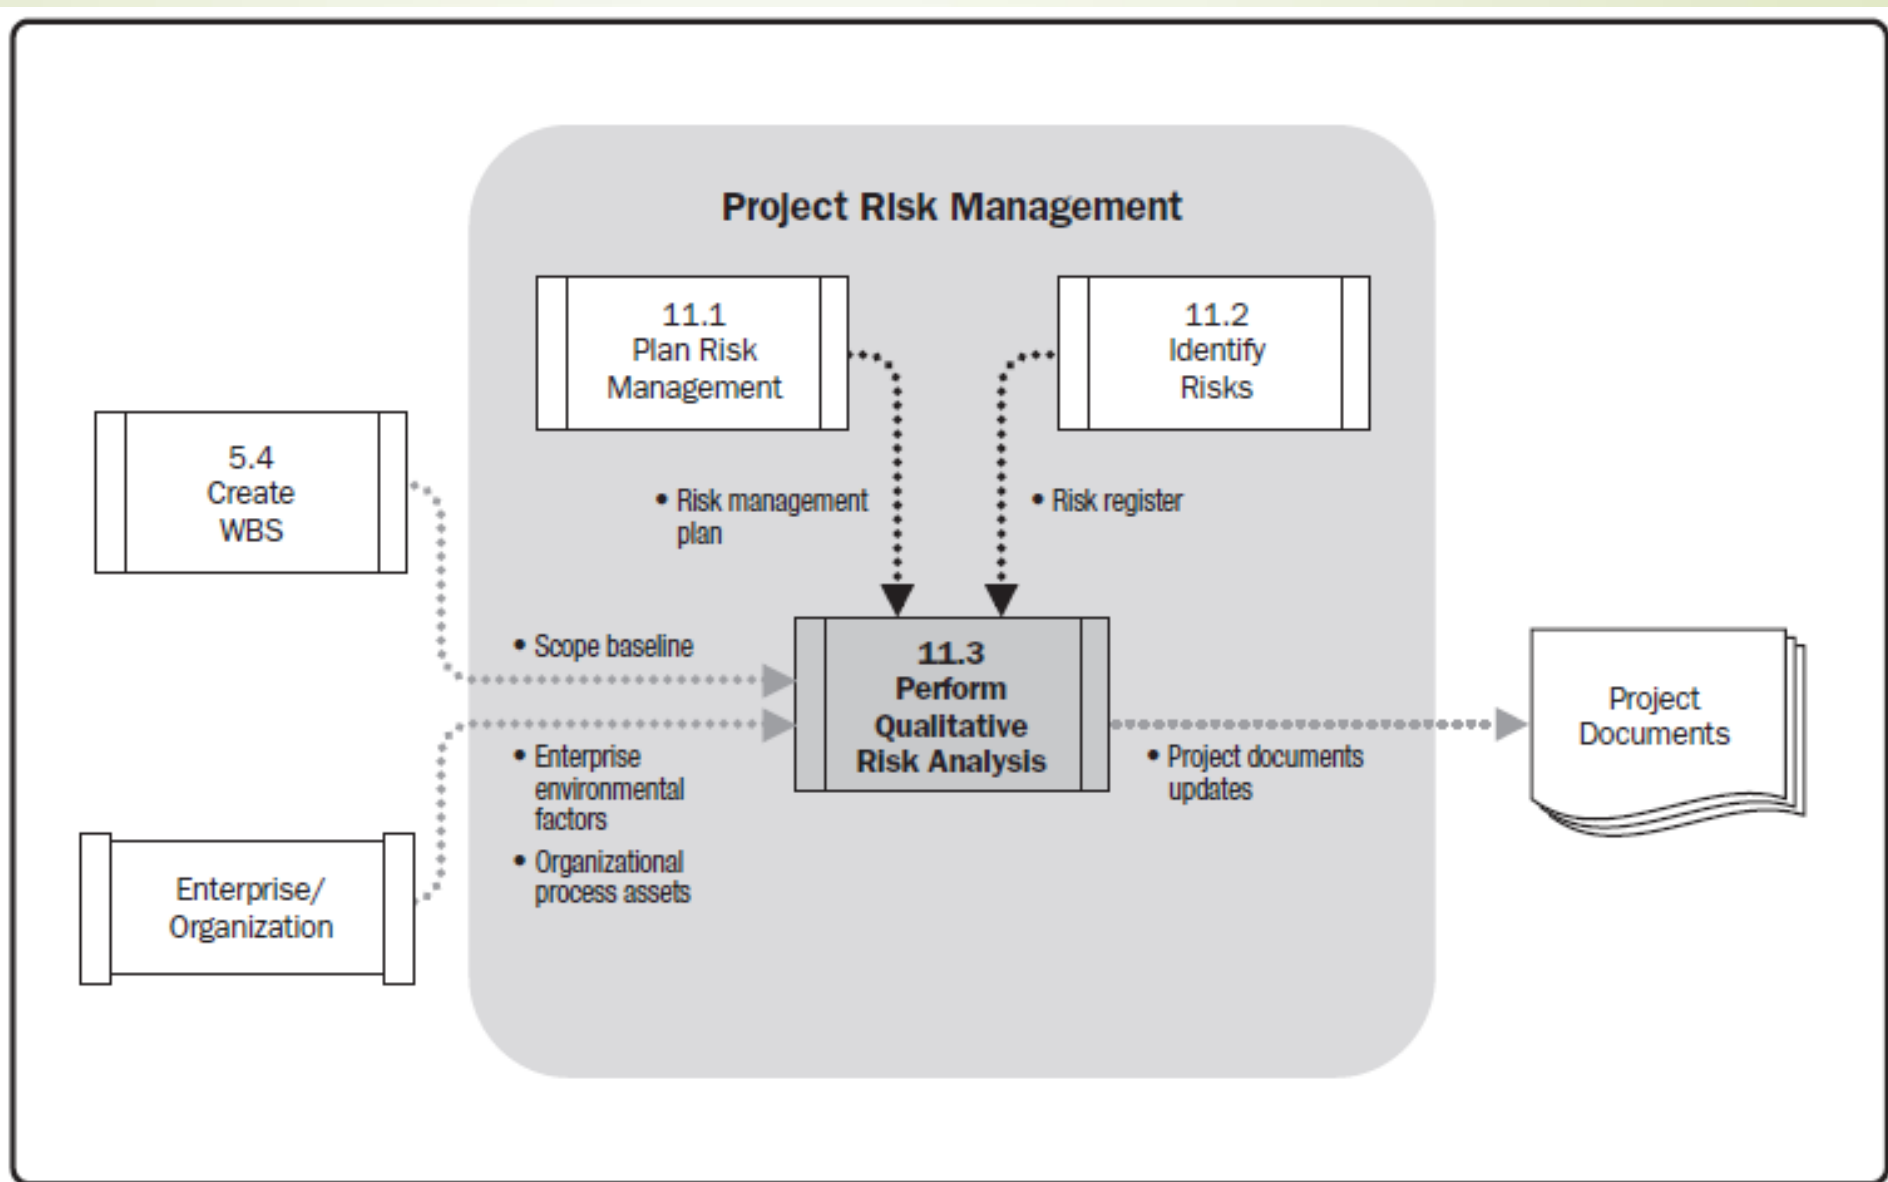 Project Risk Management
11.1
Plan Risk
Management
11.2
Identify
Risks
5.4
Create
WBS
• Risk management
plan
• Risk register
• Scope baseline
11.3
Perform
Qualitative
Risk Analysis
• Enterprise
environmental
factors
• Organizational
process assets
• Project documents
updates
Project
Documents
Enterprise/
Organization